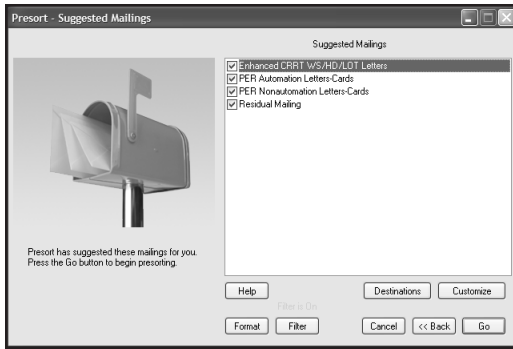 Presort - Suggested Mailings
Suggested Mailings
Enhanced CRRT WS/HD/LOT Letters
PER Automation Letters-Cards
PER Nonautomation Letters-Cards
Residual Mailing
Presort has suggested these mailings for you.
Press the Go button to begin presorting.
Help
Destinations
Customize
Filter is On
Format
Filter
Cancel
<< Back
Go